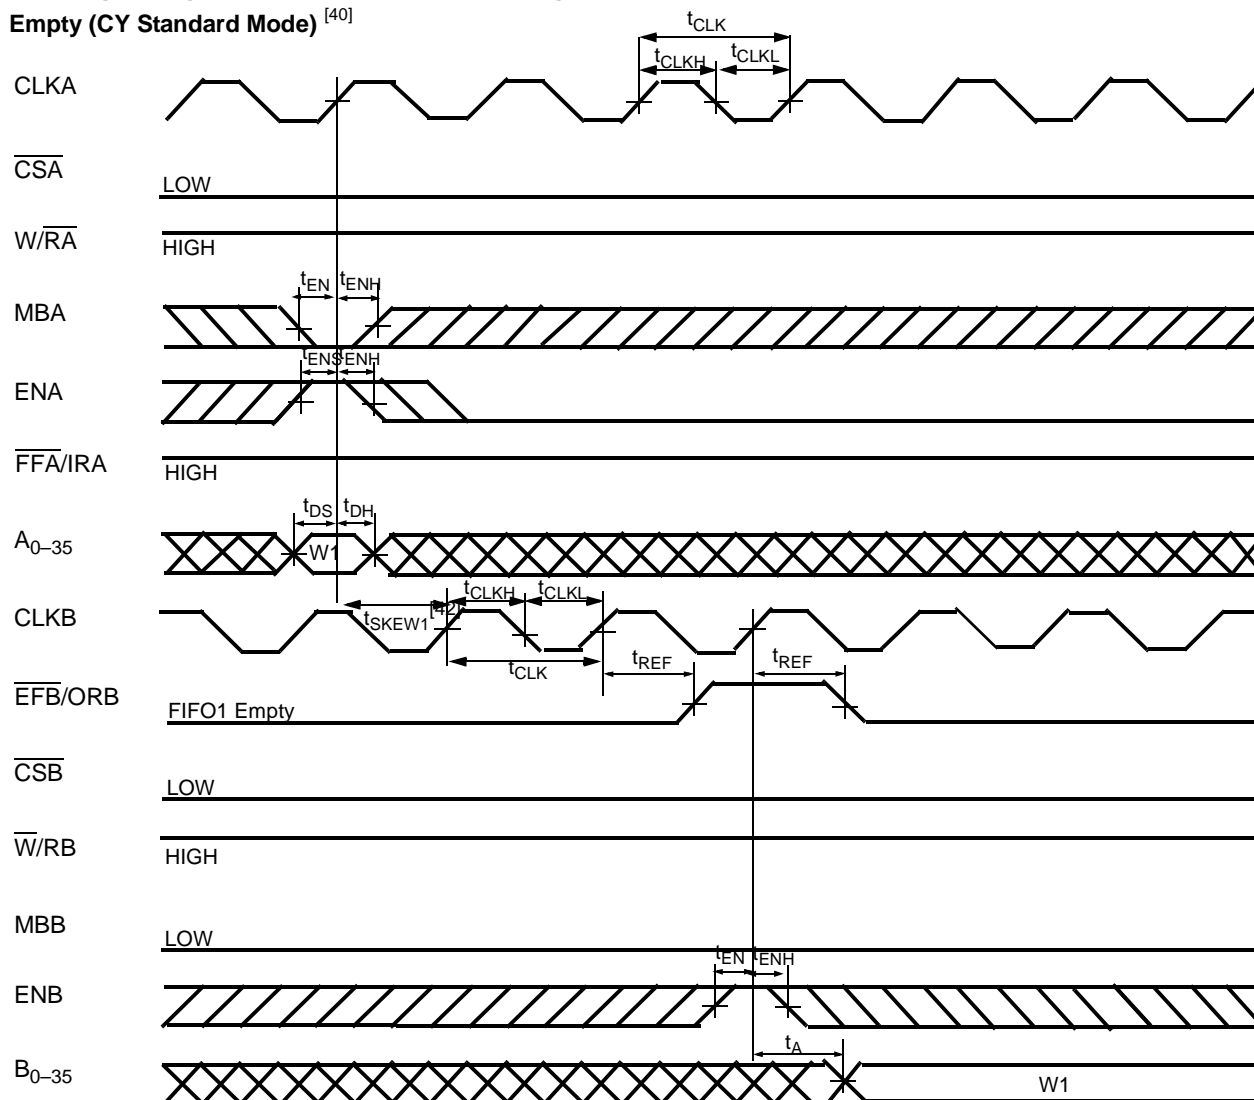 Empty (CY Standard Mode) [40]
tCLK
tCLKH tCLKL
CLKA
CSA
LOW
W/RA
HIGH
tEN tENH
MBA
tENS tENH
ENA
FFA/IRA
HIGH
tDS tDH
A0–35
W1
tCLKH tCLKL
CLKB
tSKEW1[42]
tCLK
tREF
tREF
EFB/ORB
FIFO1 Empty
CSB
LOW
W/RB
HIGH
MBB
LOW
tEN tENH
ENB
tA
B0–35
W1